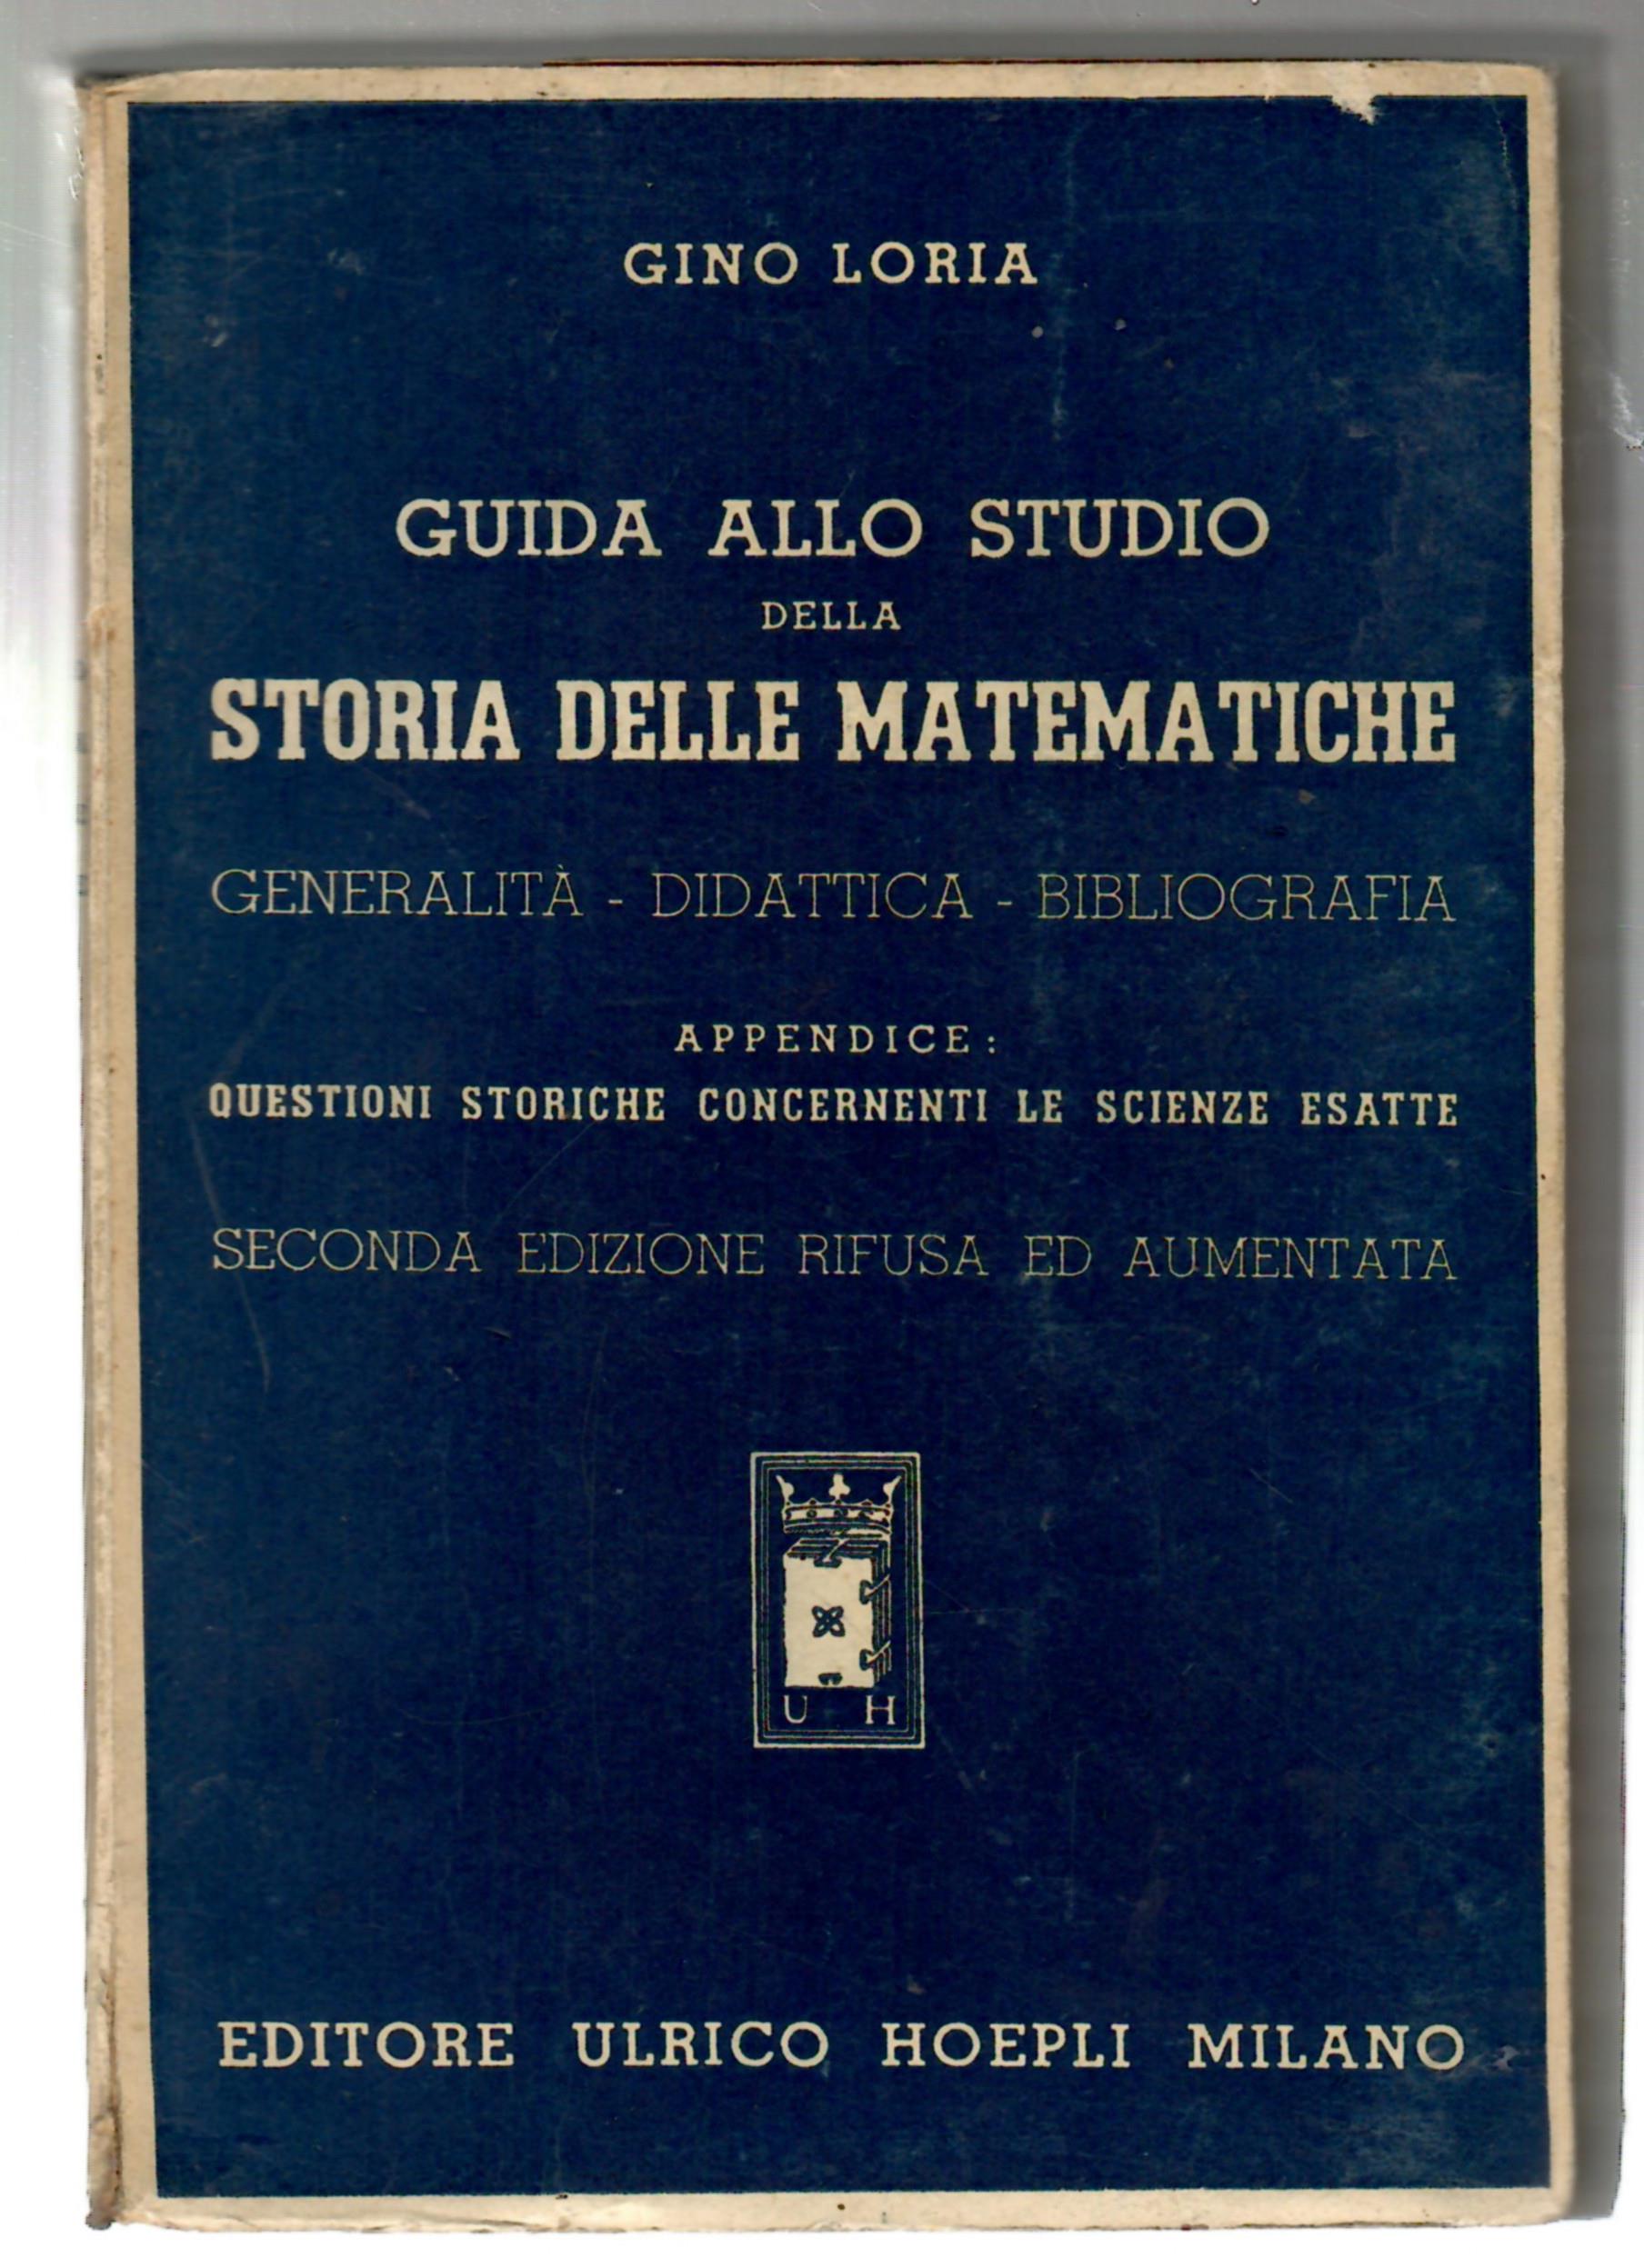 GINO LORIA
GUIDA ALLO STUDIO
DELLA
STORIA DELLE MATEMATICHE
GENERALITÀ - DIDATTICA - BIBLIOGRAFIA
APPENDICE:
QUESTIONI STORICHE CONCERNENTI LE SCIENZE ESATTE
SECONDA EDIZIONE RIFUSA ED AUMENTATA
U H
EDITORE ULRICO HOEPLI MILANO